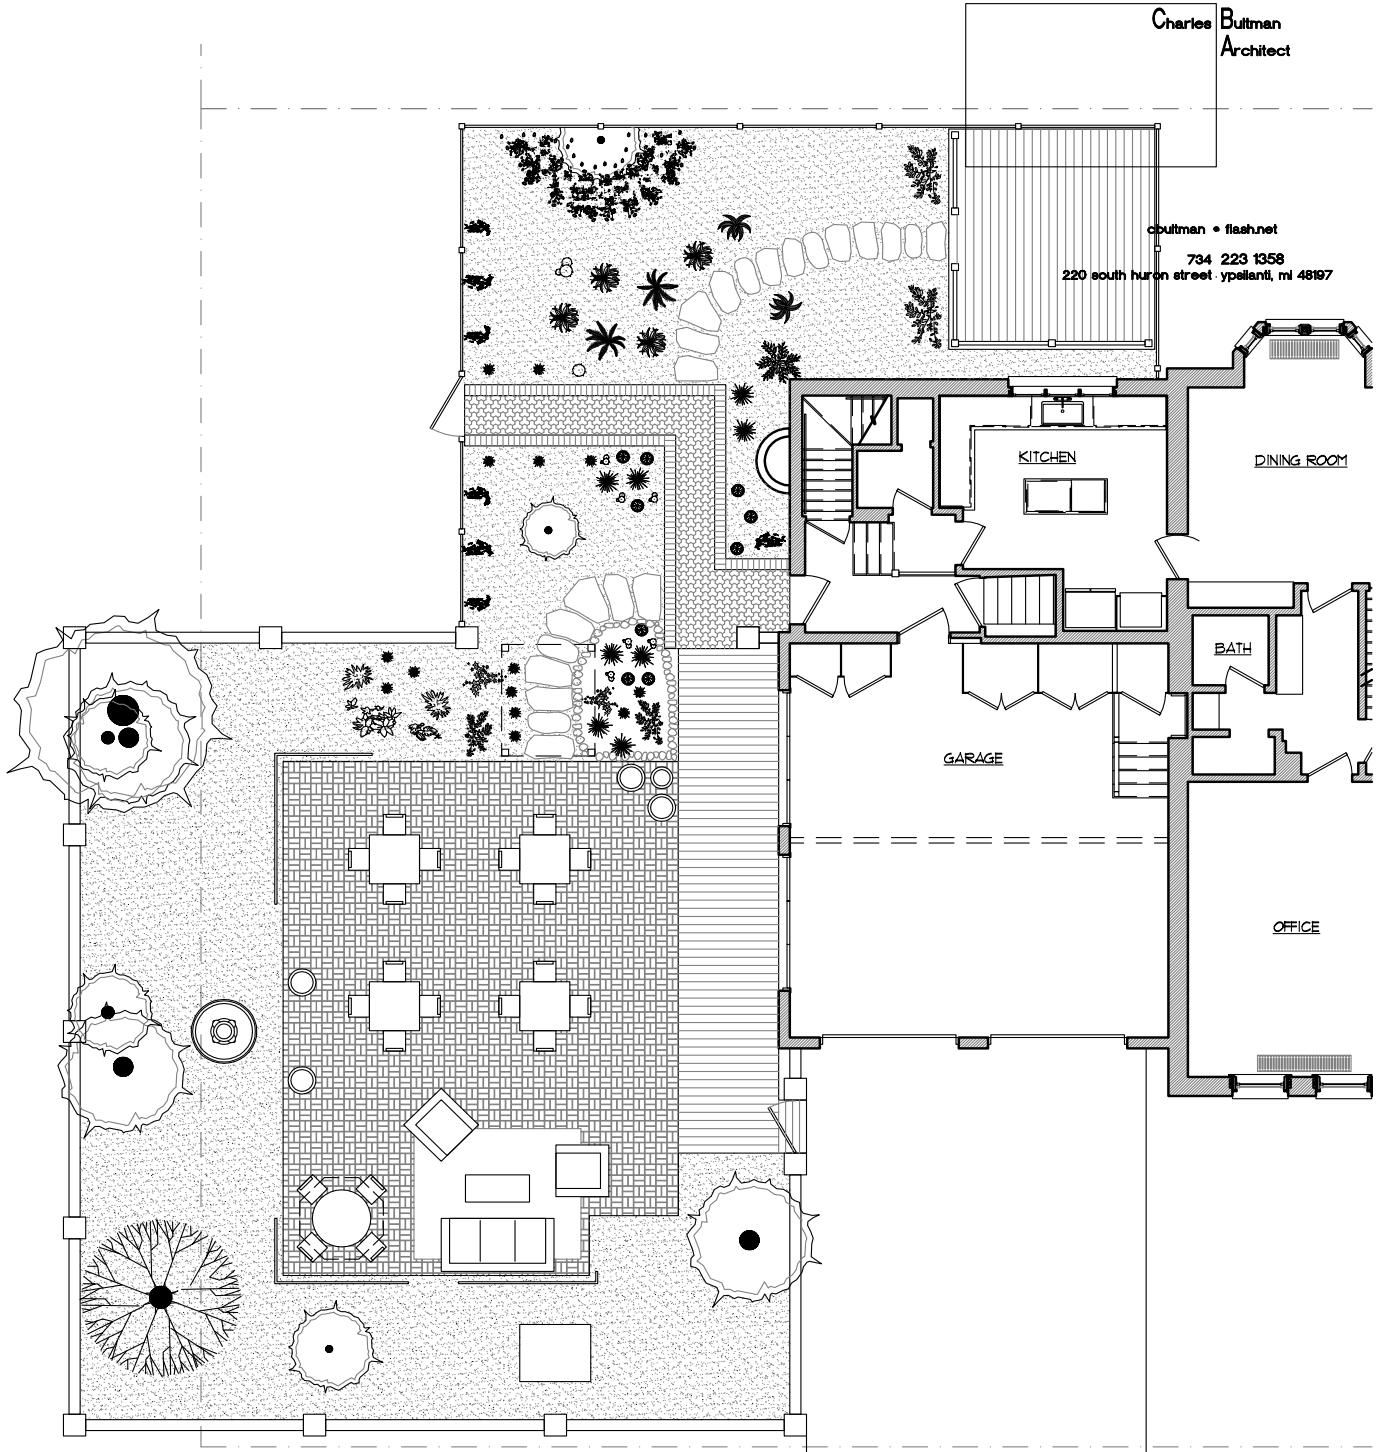 Charles Bultman
Architect
cbultman • flash.net
734 223 1358
220 south huron street · ypsilanti, mi 48197
KITCHEN
DINING ROOM
BATH
GARAGE
OFFICE